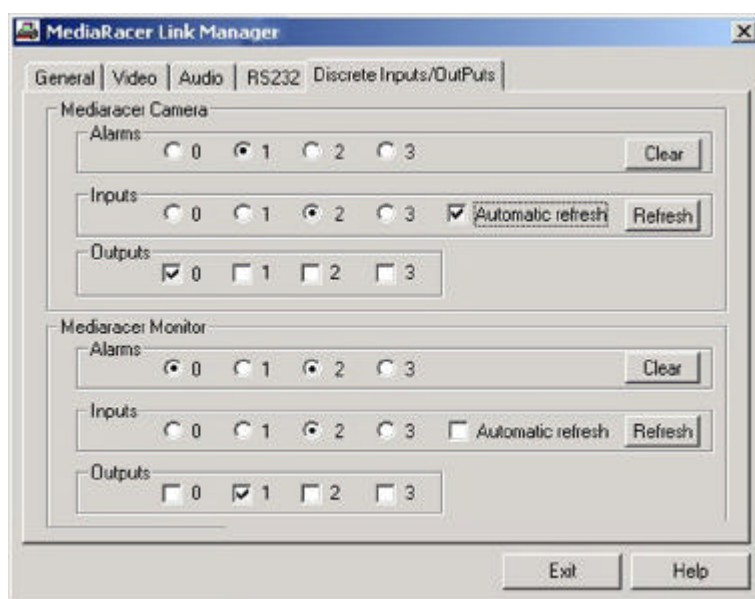 MediaRacer Link Manager
General Video Audio RS232 Discrete Inputs/OutPuts
Mediaracer Camera
Alarms
0 1 2 3 Clear
Inputs
0 1 2 3 Automatic refresh Refresh
Outputs
0 1 2 3
Mediaracer Monitor
Alarms
0 1 2 3 Clear
Inputs
0 1 2 3 Automatic refresh Refresh
Outputs
0 1 2 3
Exit Help